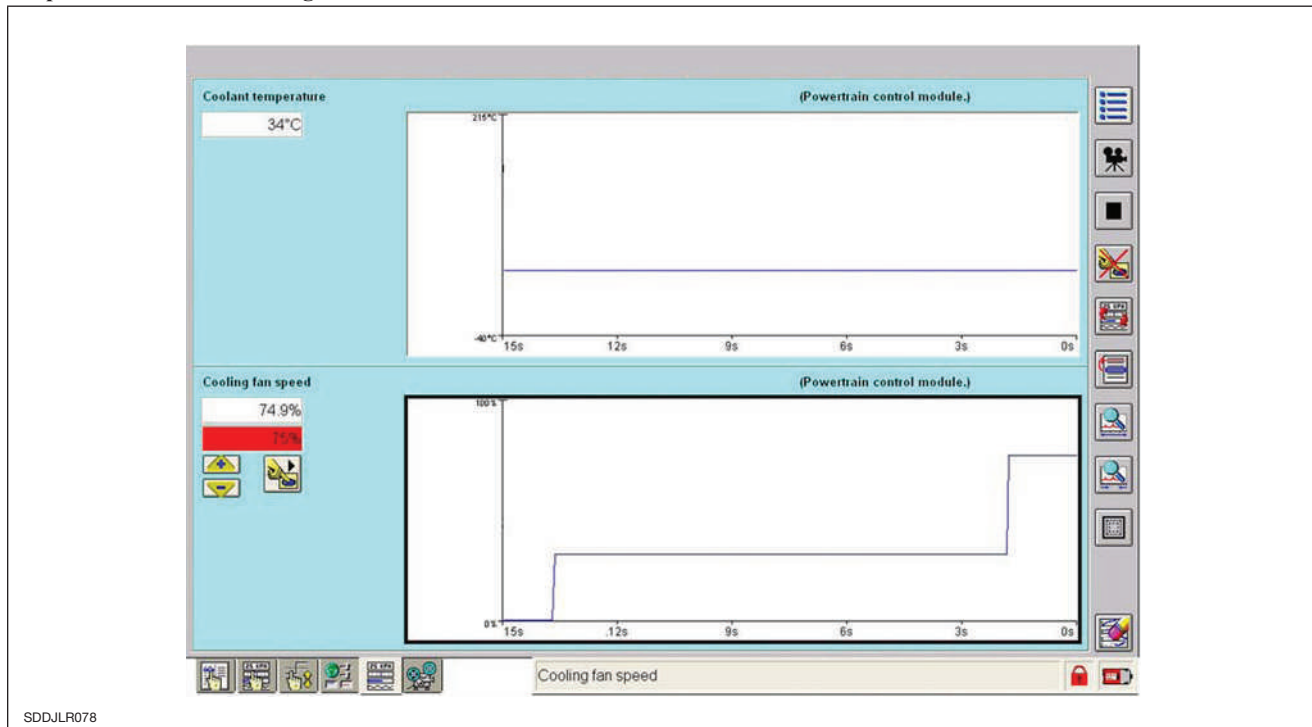 Coolant temperature
(Powertrain control module.)
34°C
215°C
-40°C
15s 12s 9s 6s 3s 0s
Cooling fan speed
(Powertrain control module.)
74.9%
75%
100%
0%
15s 12s 9s 6s 3s 0s
Cooling fan speed
SDDJLR078